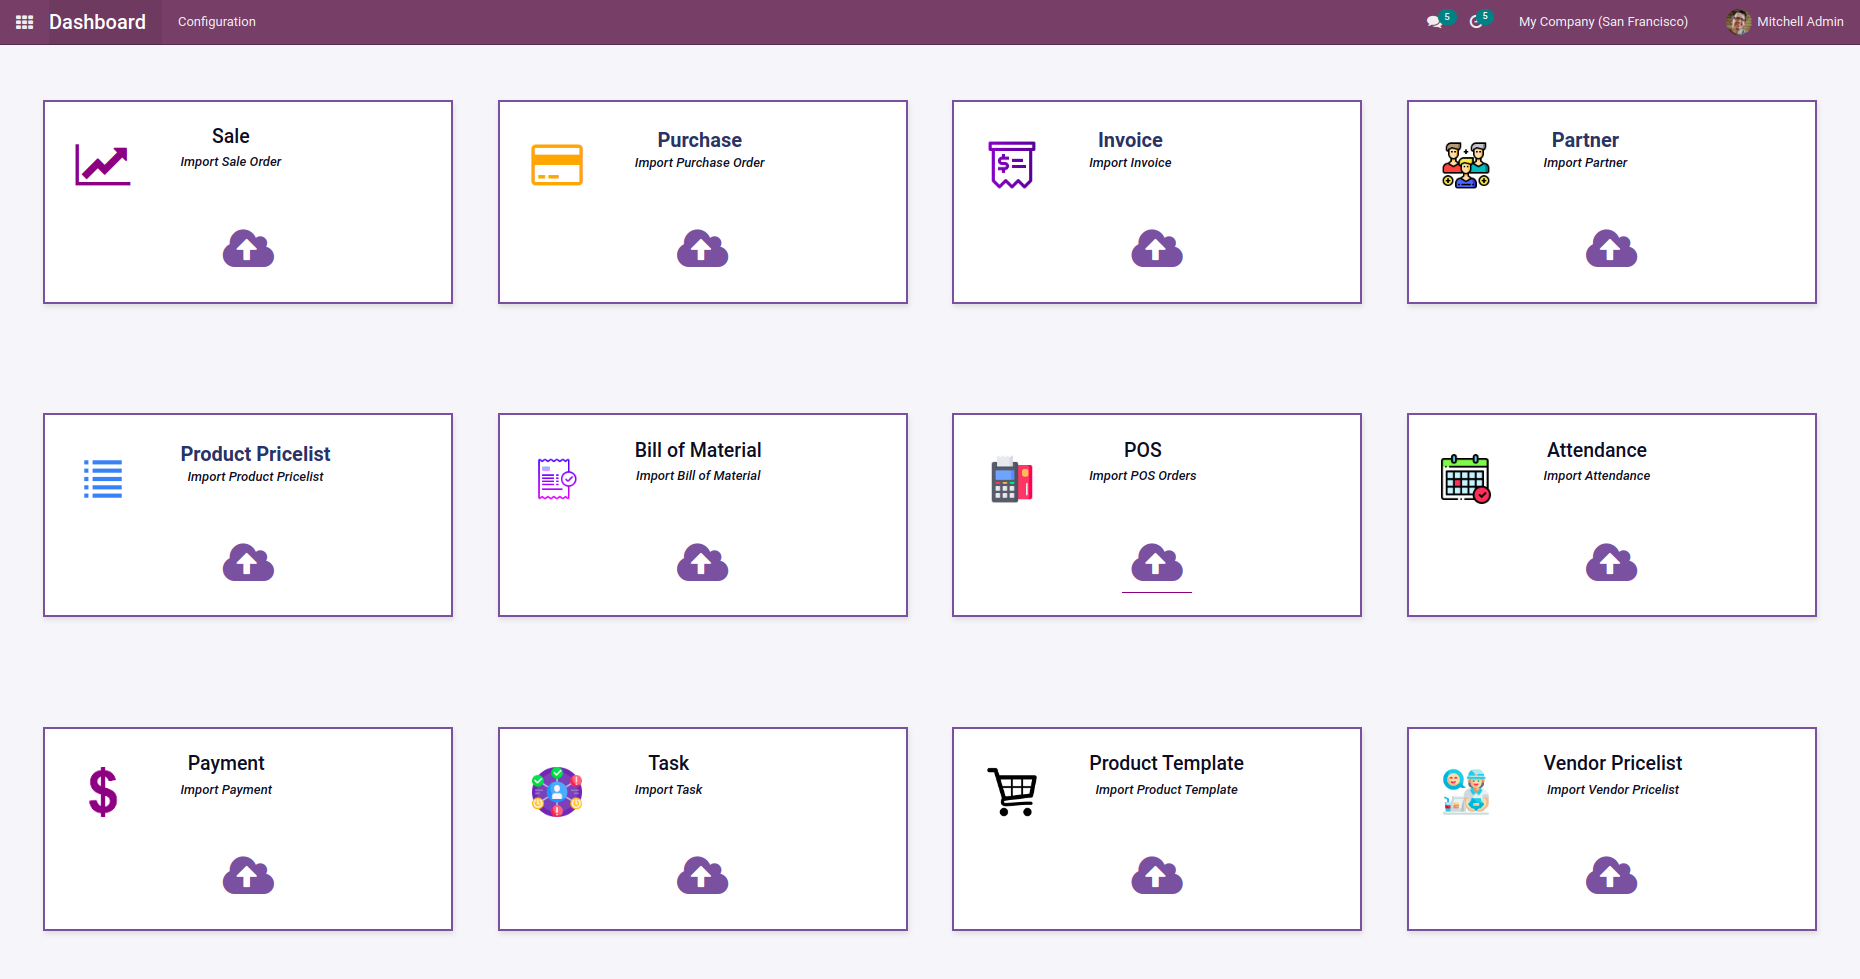 Dashboard
Configuration
5
5
My Company (San Francisco)
Mitchell Admin
Sale
Import Sale Order
Purchase
Import Purchase Order
Invoice
Import Invoice
$
Partner
Import Partner
Product Pricelist
Import Product Pricelist
Bill of Material
Import Bill of Material
POS
Import POS Orders
Attendance
Import Attendance
$
Payment
Import Payment
Task
Import Task
Product Template
Import Product Template
Vendor Pricelist
Import Vendor Pricelist